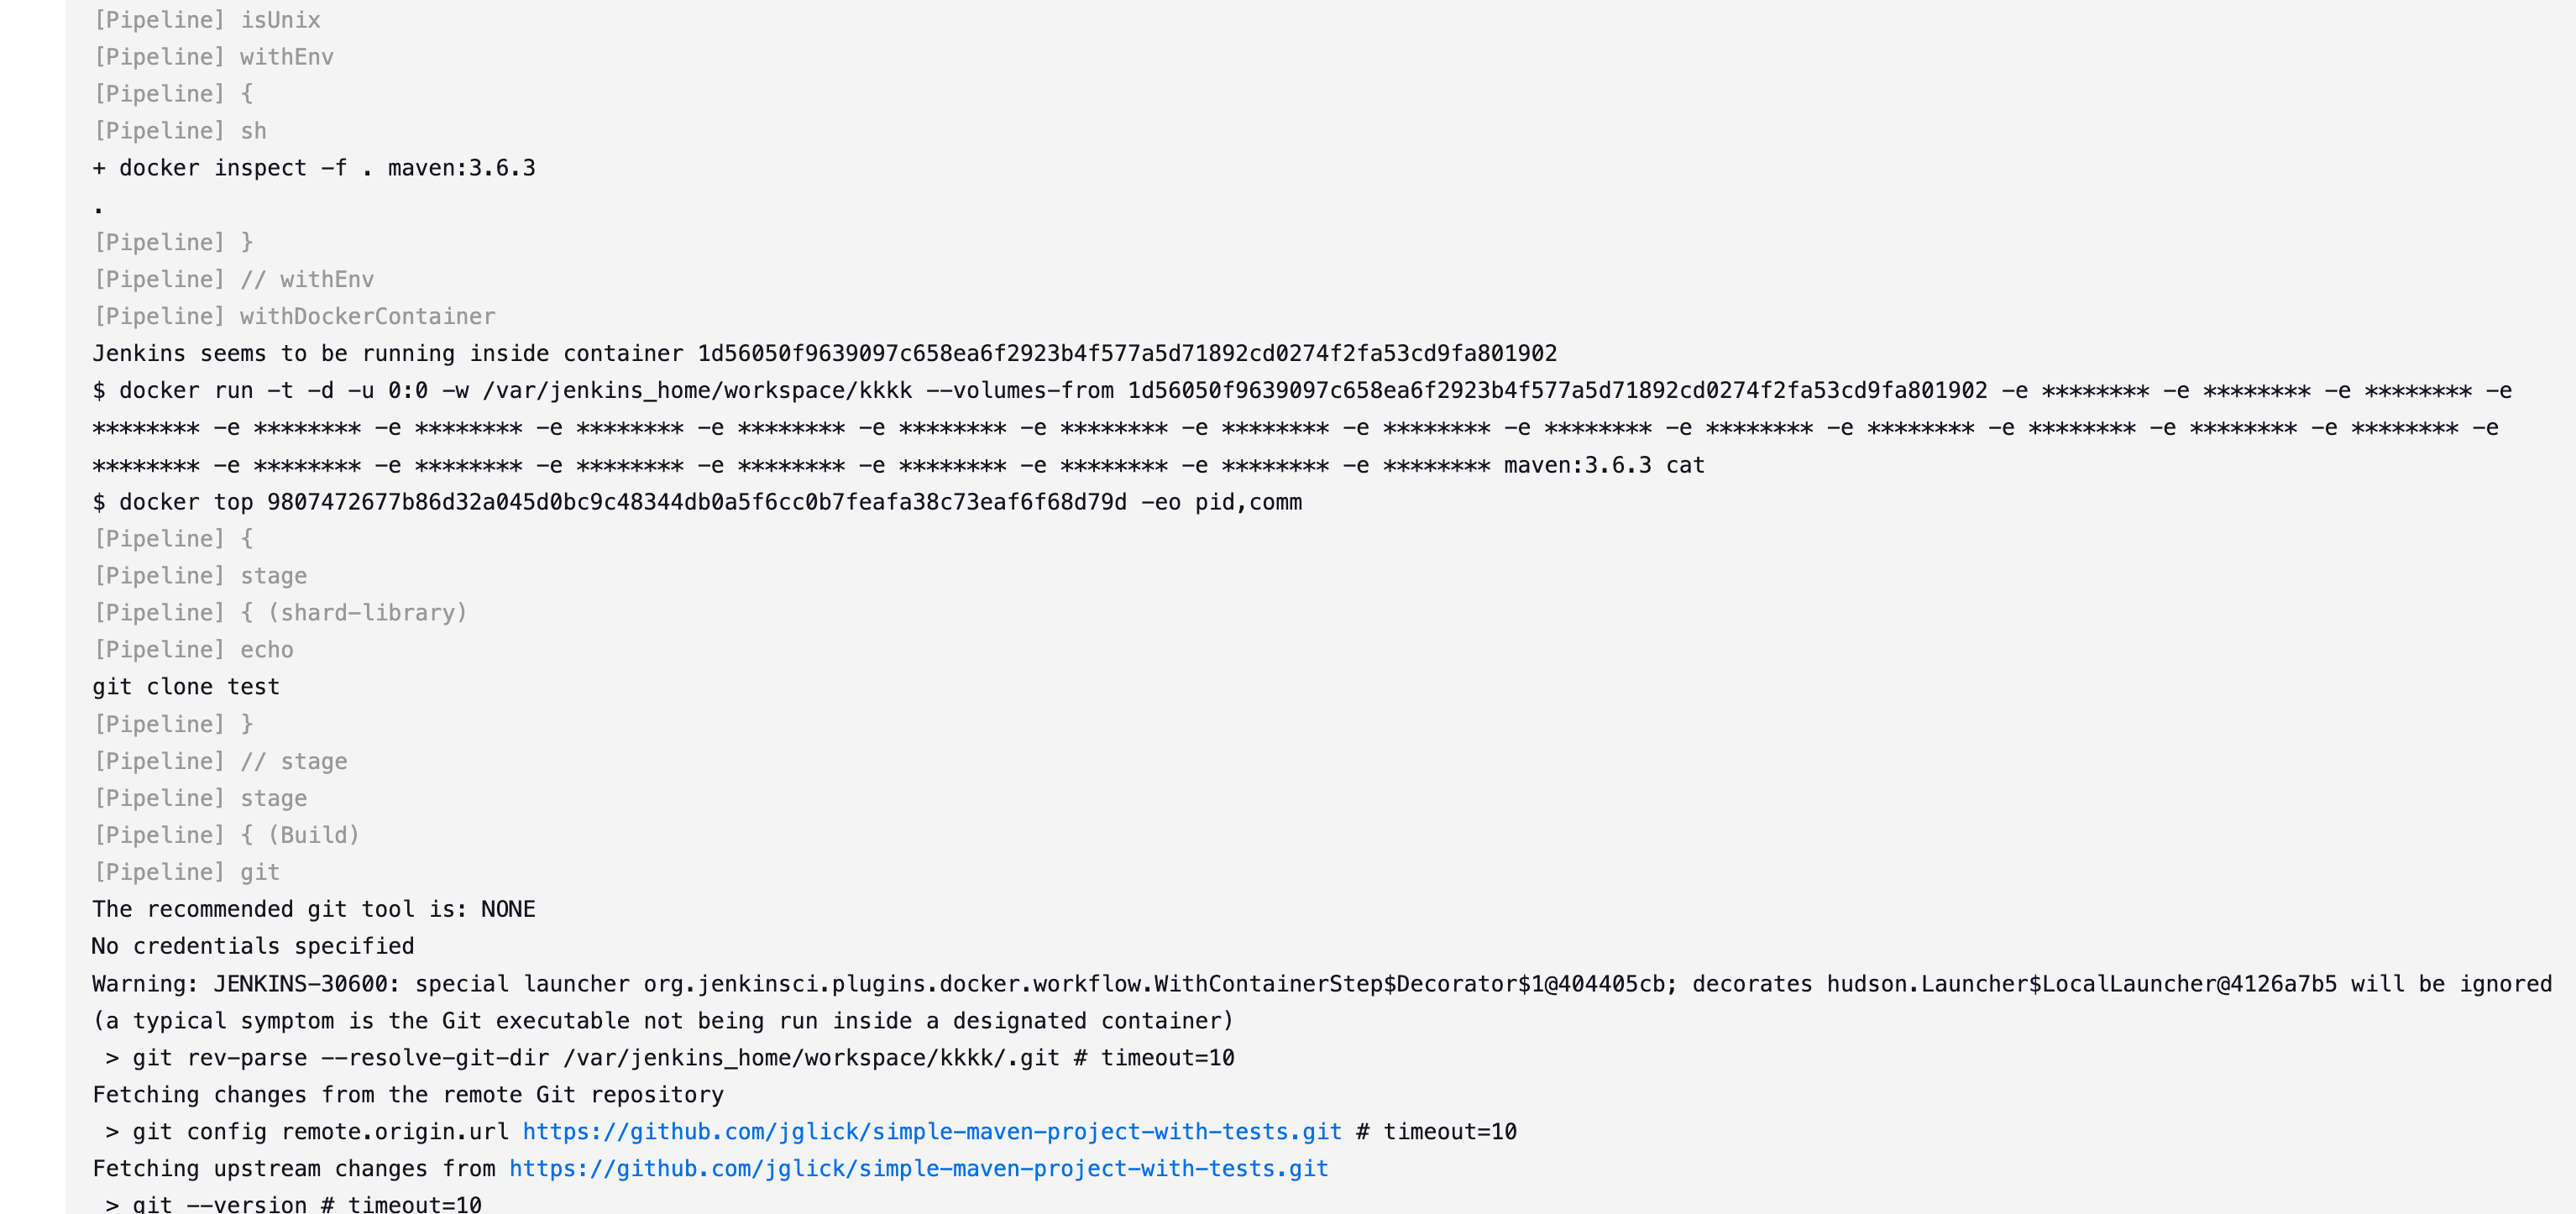 [Pipeline] isUnix
[Pipeline] withEnv
[Pipeline] {
[Pipeline] sh
+ docker inspect -f . maven:3.6.3
.
[Pipeline] }
[Pipeline] // withEnv
[Pipeline] withDockerContainer
Jenkins seems to be running inside container 1d56050f9639097c658ea6f2923b4f577a5d71892cd0274f2fa53cd9fa801902
$ docker run -t -d -u 0:0 -w /var/jenkins_home/workspace/kkkk --volumes-from 1d56050f9639097c658ea6f2923b4f577a5d71892cd0274f2fa53cd9fa801902 -e ******** -e ******** -e ******** -e
******** -e ******** -e ******** -e ******** -e ******** -e ******** -e ******** -e ******** -e ******** -e ******** -e ******** -e ******** -e ******** -e ******** -e ******** -e
******** -e ******** -e ******** -e ******** -e ******** -e ******** -e ******** -e ******** -e ******** maven:3.6.3 cat
$ docker top 9807472677b86d32a045d0bc9c48344db0a5f6cc0b7feafa38c73eaf6f68d79d -eo pid,comm
[Pipeline] {
[Pipeline] stage
[Pipeline] { (shard-library)
[Pipeline] echo
git clone test
[Pipeline] }
[Pipeline] // stage
[Pipeline] stage
[Pipeline] { (Build)
[Pipeline] git
The recommended git tool is: NONE
No credentials specified
Warning: JENKINS-30600: special launcher org.jenkinsci.plugins.docker.workflow.WithContainerStep$Decorator$1@404405cb; decorates hudson.Launcher$LocalLauncher@4126a7b5 will be ignored
(a typical symptom is the Git executable not being run inside a designated container)
> git rev-parse --resolve-git-dir /var/jenkins_home/workspace/kkkk/.git # timeout=10
Fetching changes from the remote Git repository
> git config remote.origin.url https://github.com/jglick/simple-maven-project-with-tests.git # timeout=10
Fetching upstream changes from https://github.com/jglick/simple-maven-project-with-tests.git
> git --version # timeout=10